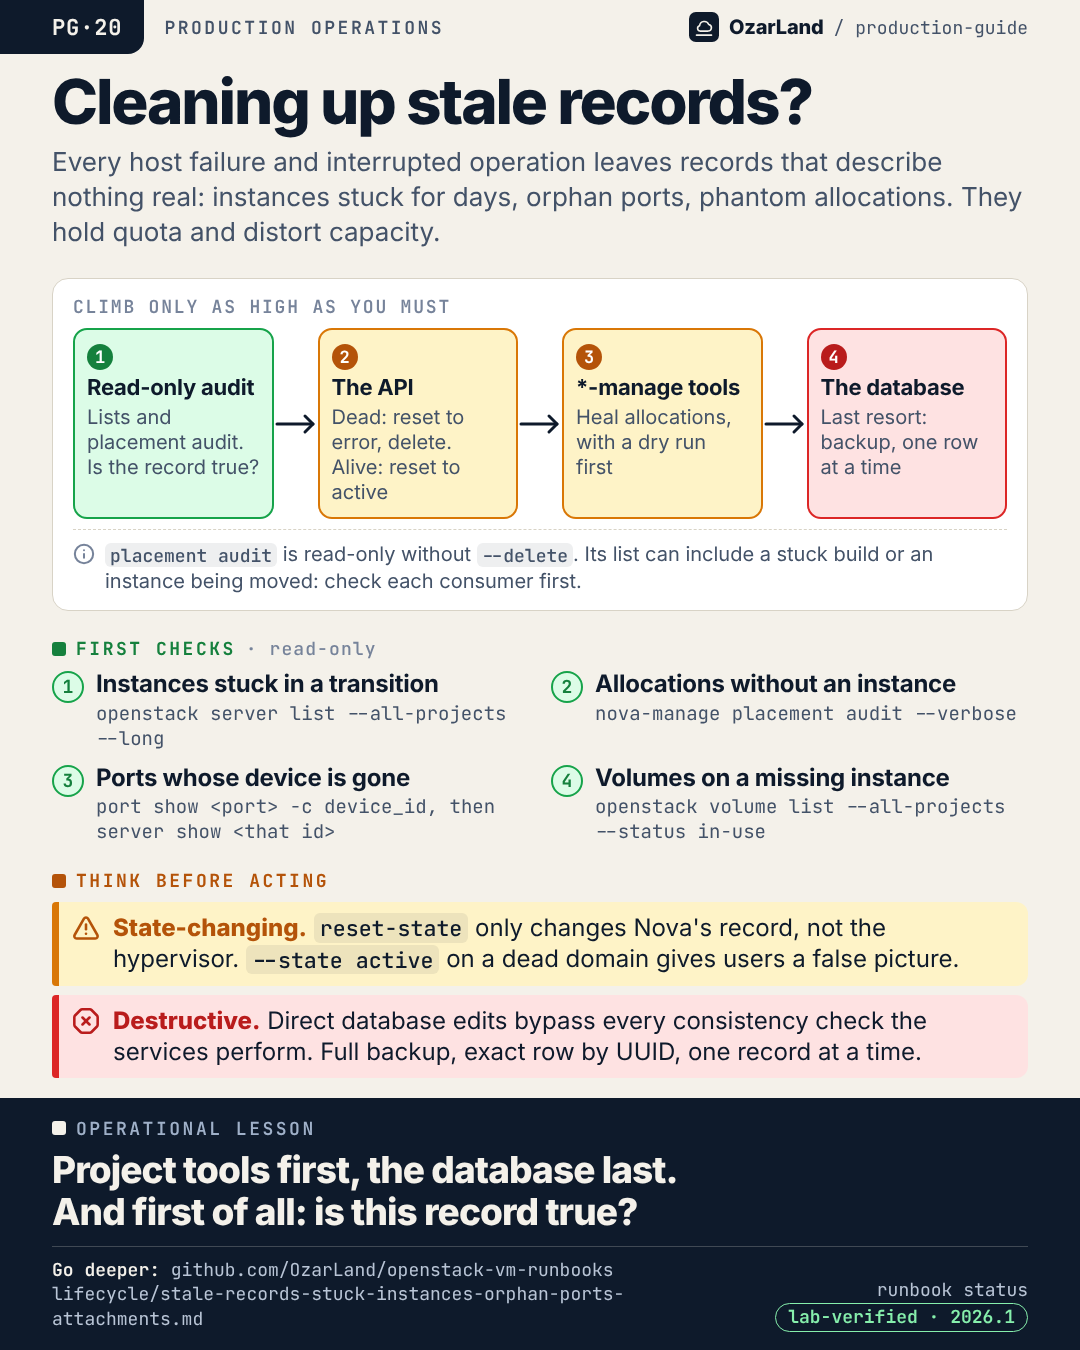 PG·20 PRODUCTION OPERATIONS
OzarLand / production-guide
Cleaning up stale records?
Every host failure and interrupted operation leaves records that describe
nothing real: instances stuck for days, orphan ports, phantom allocations. They
hold quota and distort capacity.
CLIMB ONLY AS HIGH AS YOU MUST
1
Read-only audit
Lists and
placement audit.
Is the record true?
2
The API
Dead: reset to
error, delete.
Alive: reset to
active
3
*-manage tools
Heal allocations,
with a dry run
first
4
The database
Last resort:
backup, one row
at a time
placement audit is read-only without --delete. Its list can include a stuck build or an
instance being moved: check each consumer first.
FIRST CHECKS · read-only
1 Instances stuck in a transition
openstack server list --all-projects
--long
2 Allocations without an instance
nova-manage placement audit --verbose
3 Ports whose device is gone
port show <port> -c device_id, then
server show <that id>
4 Volumes on a missing instance
openstack volume list --all-projects
--status in-use
THINK BEFORE ACTING
State-changing. reset-state only changes Nova's record, not the
hypervisor. --state active on a dead domain gives users a false picture.
Destructive. Direct database edits bypass every consistency check the
services perform. Full backup, exact row by UUID, one record at a time.
OPERATIONAL LESSON
Project tools first, the database last.
And first of all: is this record true?
Go deeper: github.com/OzarLand/openstack-vm-runbooks
lifecycle/stale-records-stuck-instances-orphan-ports-
attachments.md
runbook status
lab-verified · 2026.1